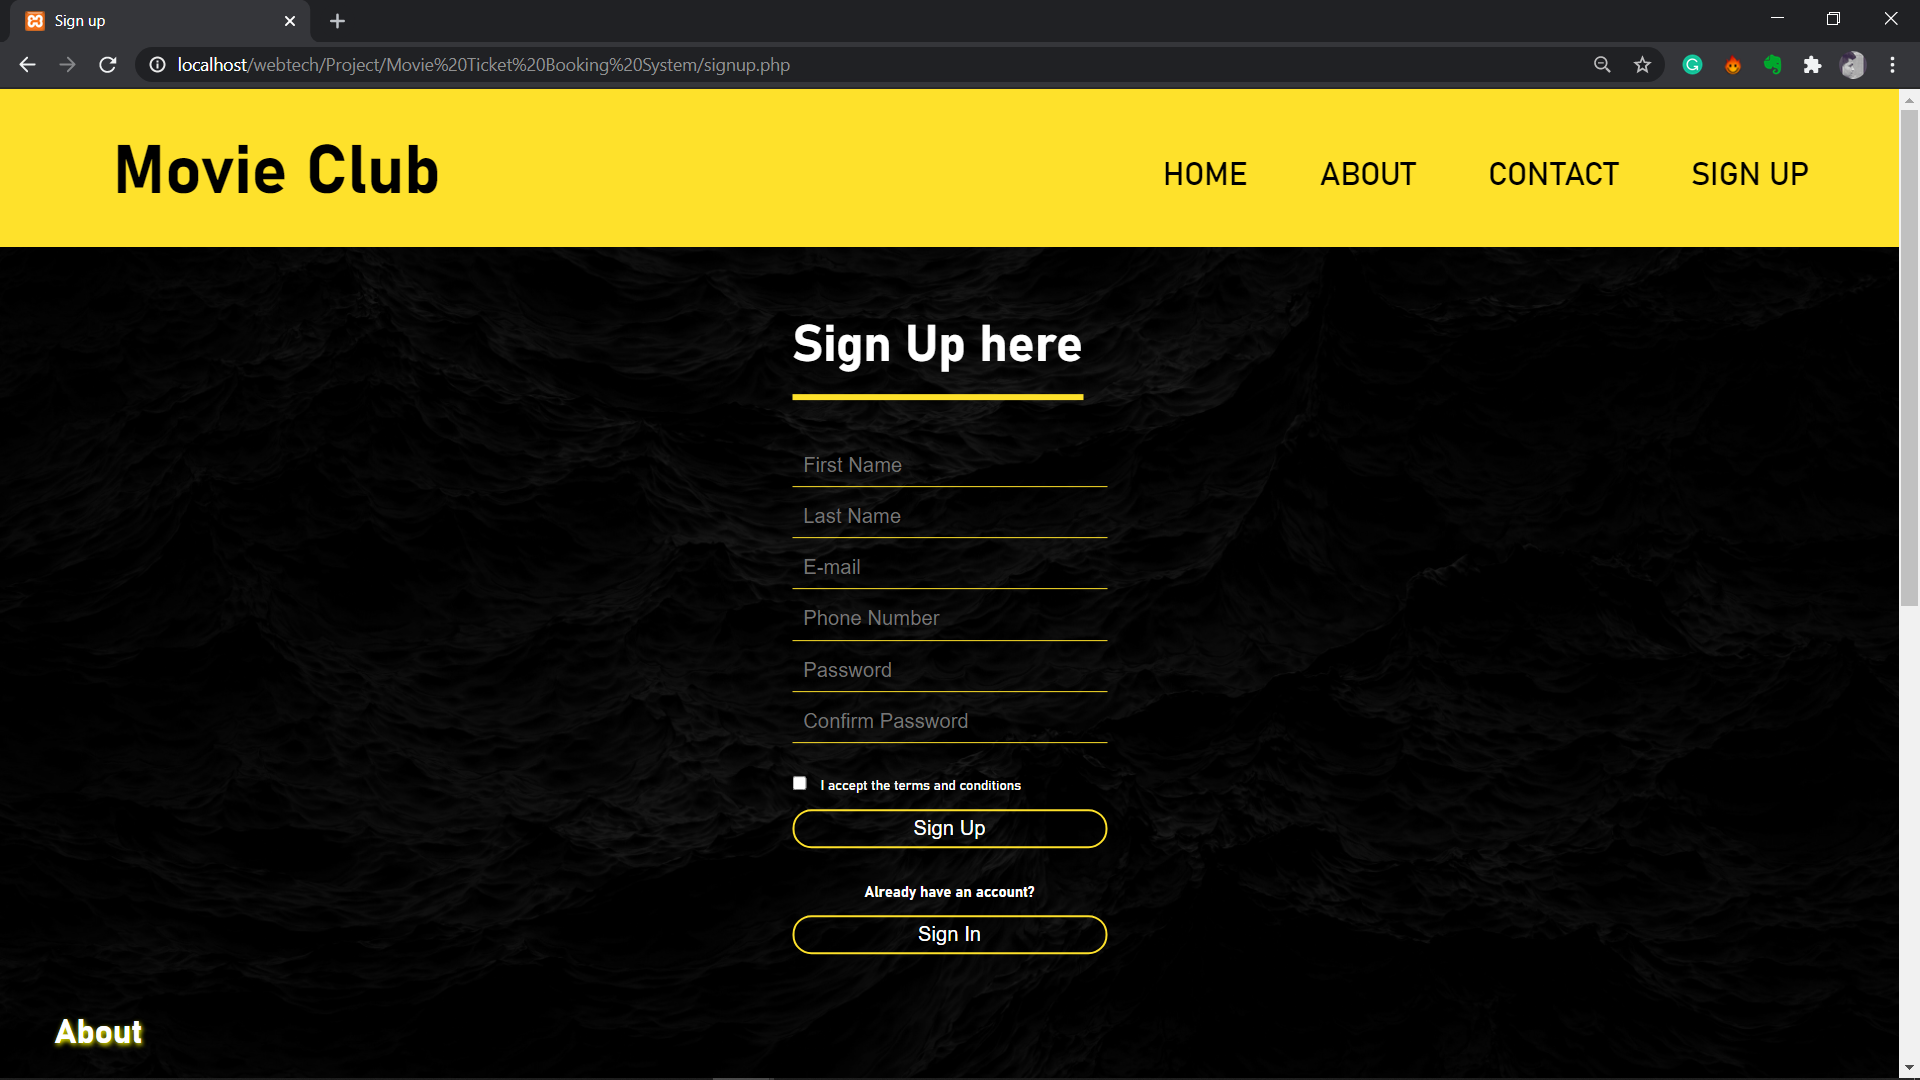 Sign up
localhost/webtech/Project/Movie%20Ticket%20Booking%20System/signup.php
Movie Club
HOME ABOUT CONTACT SIGN UP
Sign Up here
First Name
Last Name
E-mail
Phone Number
Password
Confirm Password
I accept the terms and conditions
Sign Up
Already have an account?
Sign In
About